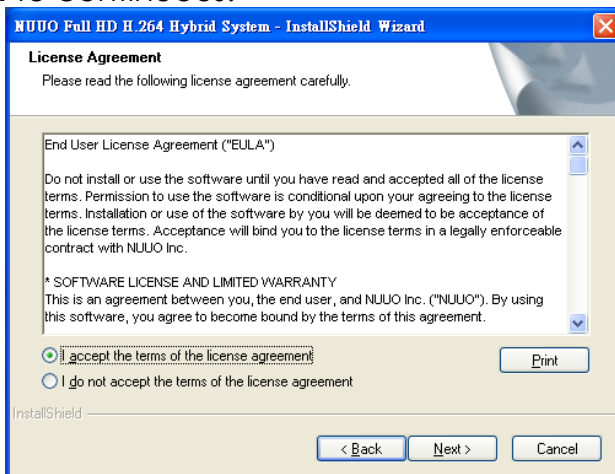 NUUO Full HD H.264 Hybrid System - InstallShield Wizard
License Agreement
Please read the following license agreement carefully.
End User License Agreement ("EULA")
Do not install or use the software until you have read and accepted all of the license
terms. Permission to use the software is conditional upon your agreeing to the license
terms. Installation or use of the software by you will be deemed to be acceptance of
the license terms. Acceptance will bind you to the license terms in a legally enforceable
contract with NUUO Inc.
* SOFTWARE LICENSE AND LIMITED WARRANTY
This is an agreement between you, the end user, and NUUO Inc. ("NUUO"). By using
this software, you agree to become bound by the terms of this agreement.
I accept the terms of the license agreement
Print
I do not accept the terms of the license agreement
InstallShield
< Back
Next >
Cancel